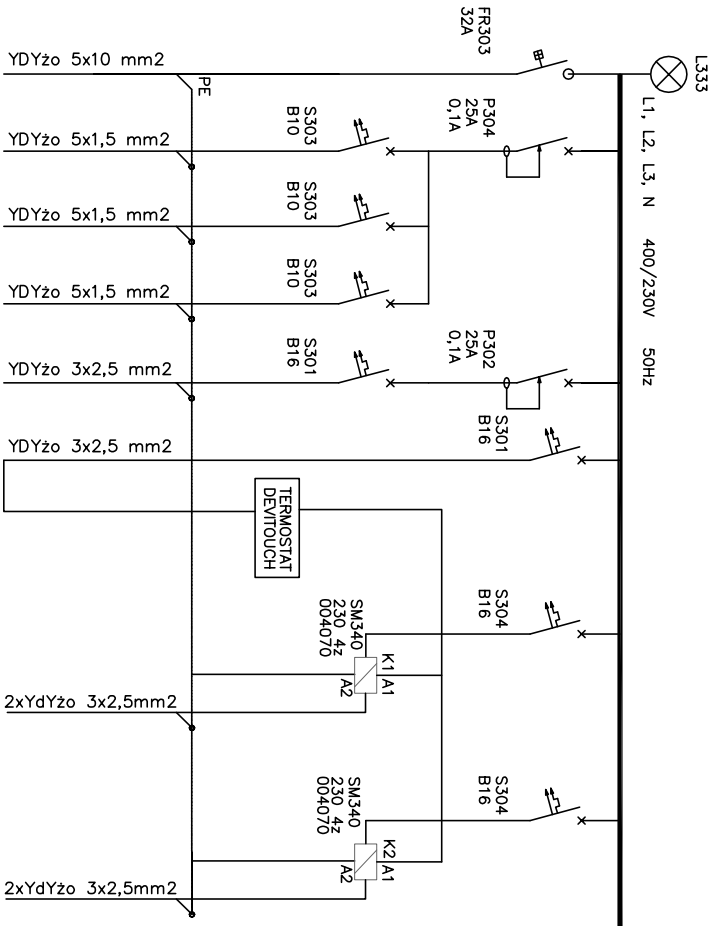 L333
L1, L2, L3, N 400/230V 50Hz
FR303
32A
P304
25A
0,1A
P302
25A
0,1A
S301
B16
S304
B16
S304
B16
S303
B10
S303
B10
S303
B10
S301
B16
TERMOSTAT
DEVITOUCH
SM340
230 4z
004070
K1
A1
A2
SM340
230 4z
004070
K2
A1
A2
PE
YDYżo 5x10 mm2
YDYżo 5x1,5 mm2
YDYżo 5x1,5 mm2
YDYżo 5x1,5 mm2
YDYżo 3x2,5 mm2
YDYżo 3x2,5 mm2
2xYdYżo 3x2,5mm2
2xYdYżo 3x2,5mm2